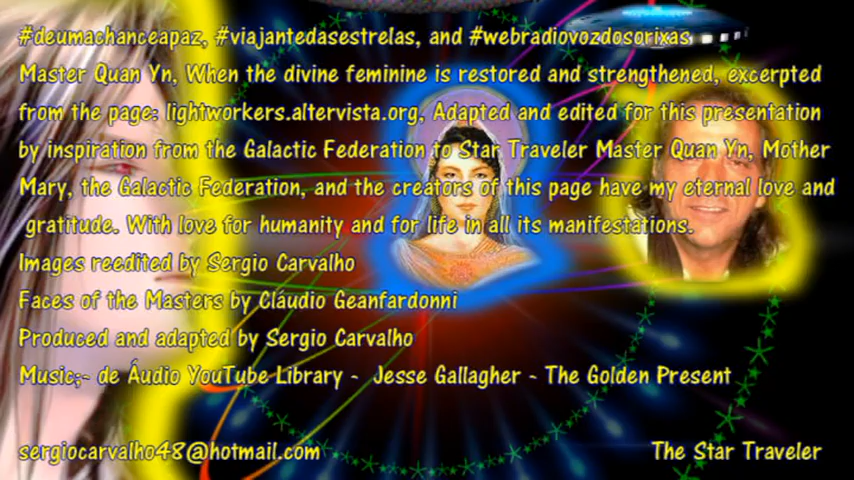 #deumachanceapaz, #viajantedasestrelas, and #webradiovozdosorixas
Master Quan Yn, When the divine feminine is restored and strengthened, excerpted
from the page: lightworkers.altervista.org, Adapted and edited for this presentation
by inspiration from the Galactic Federation to Star Traveler Master Quan Yn, Mother
Mary, the Galactic Federation, and the creators of this page have my eternal love and
gratitude. With love for humanity and for life in all its manifestations.
Images reedited by Sergio Carvalho
Faces of the Masters by Cláudio Geanfardonni
Produced and adapted by Sergio Carvalho
Music;- de Áudio YouTube Library - Jesse Gallagher - The Golden Present
sergiocarvalho48@hotmail.com The Star Traveler